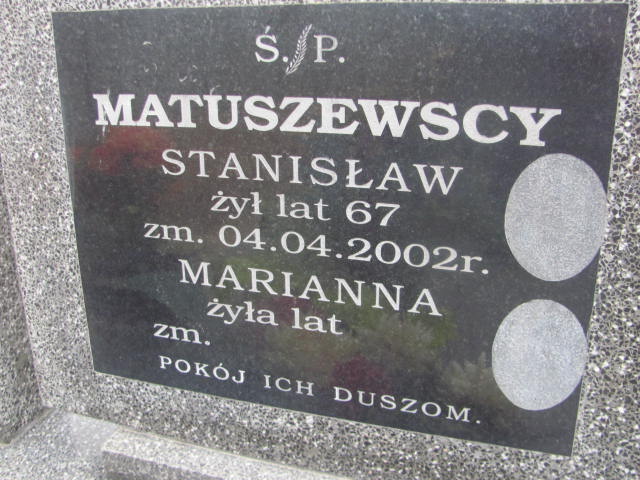 Ś. P.
MATUSZEWSCY
STANISŁAW
żył lat 67
zm. 04.04.2002r.
MARIANNA
żyła lat
zm.
POKÓJ ICH DUSZOM.